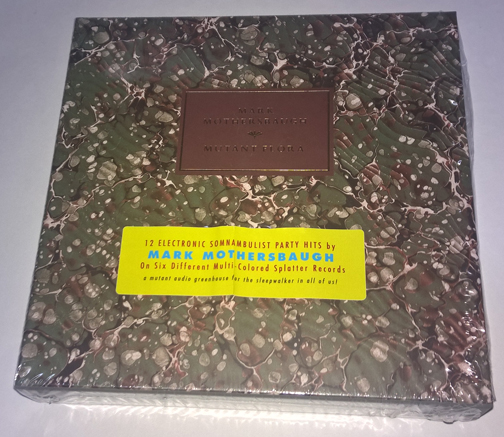 MARK
MOTHERSBAUGH
MUTANT FLORA
12 ELECTRONIC SOMNAMBULIST PARTY HITS by
MARK MOTHERSBAUGH
On Six Different Multi-Colored Splatter Records
a mutant audio greenhouse for the sleepwalker in all of us!